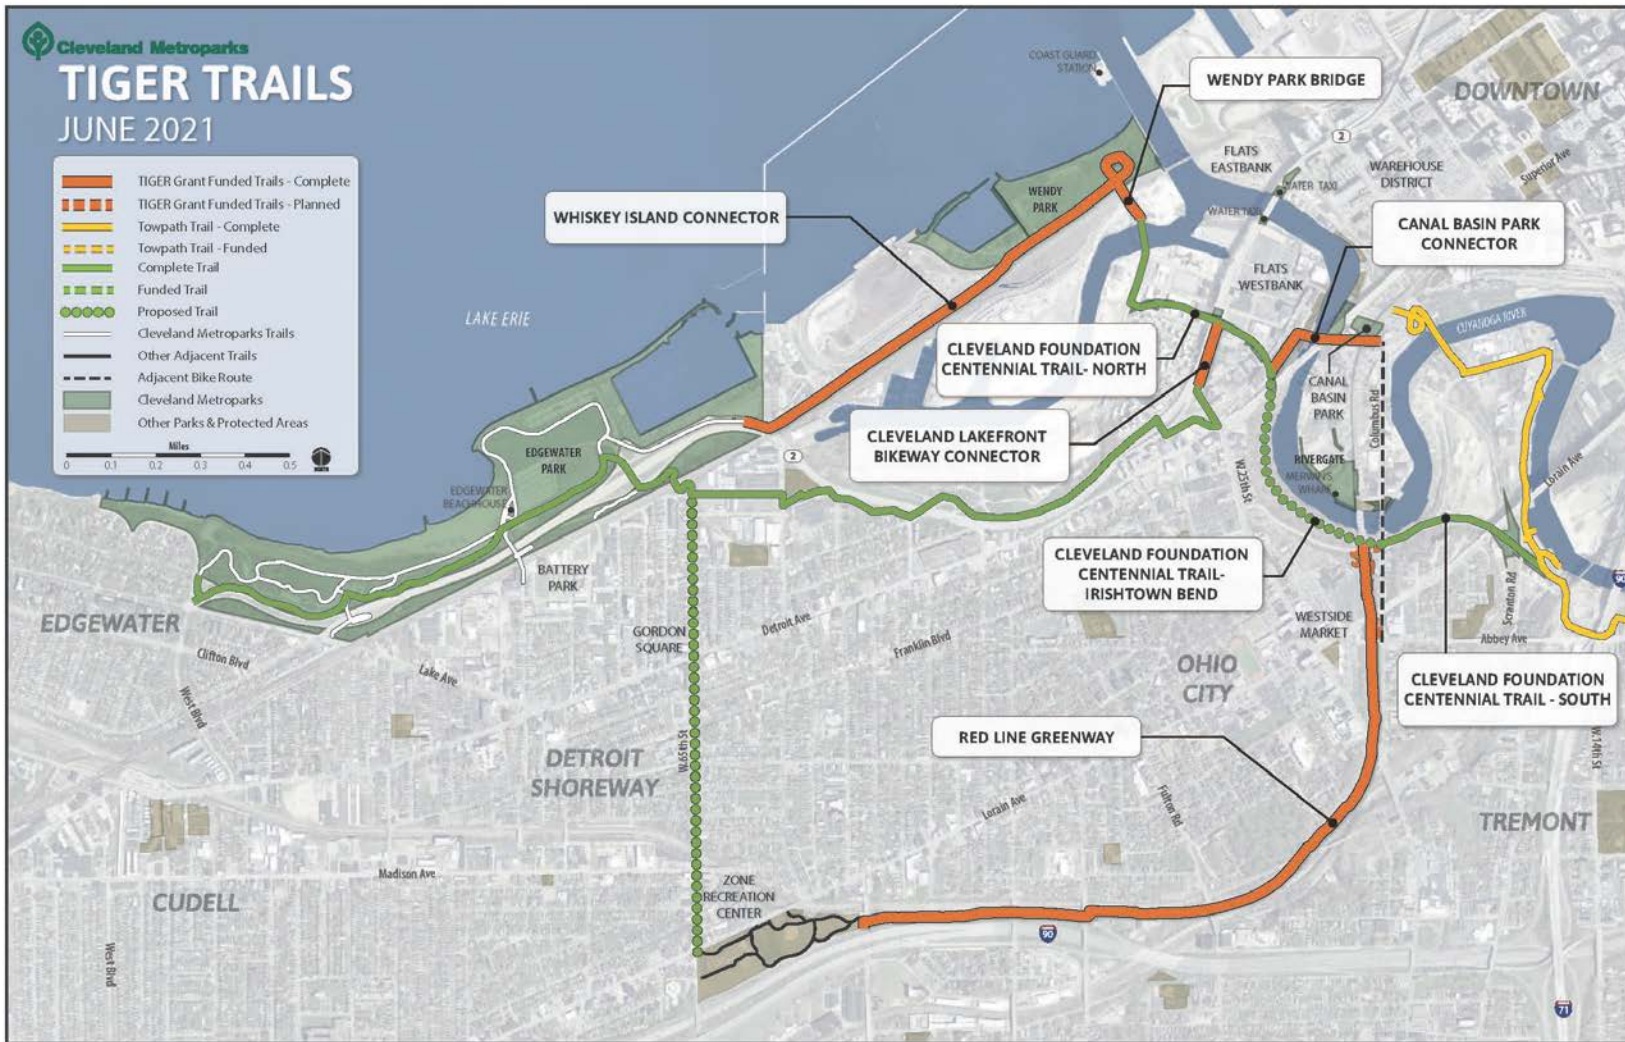 Cleveland Metroparks
TIGER TRAILS
JUNE 2021
TIGER Grant Funded Trails - Complete
TIGER Grant Funded Trails - Planned
Towpath Trail - Complete
Towpath Trail - Funded
Complete Trail
Funded Trail
Proposed Trail
Cleveland Metroparks Trails
Other Adjacent Trails
Adjacent Bike Route
Cleveland Metroparks
Other Parks & Protected Areas
Miles
0 0.1 0.2 0.3 0.4 0.5
NORTH
COAST GUARD
STATION
WENDY PARK BRIDGE
DOWNTOWN
2
FLATS
EASTBANK
WAREHOUSE
DISTRICT
Superior Ave
WATER TAXI
WATER TAXI
WENDY
PARK
WHISKEY ISLAND CONNECTOR
CANAL BASIN PARK
CONNECTOR
FLATS
WESTBANK
LAKE ERIE
CUYAHOGA RIVER
CLEVELAND FOUNDATION
CENTENNIAL TRAIL- NORTH
CANAL
BASIN
PARK
Columbus Rd
CLEVELAND LAKEFRONT
BIKEWAY CONNECTOR
EDGEWATER
PARK
2
W.25th St
RIVERGATE
MERWIN'S
WHARF
Lorain Ave
EDGEWATER
BEACHHOUSE
CLEVELAND FOUNDATION
CENTENNIAL TRAIL-
IRISHTOWN BEND
BATTERY
PARK
90
Scranton Rd
EDGEWATER
GORDON
SQUARE
Detroit Ave
Franklin Blvd
WESTSIDE
MARKET
Abbey Ave
Clifton Blvd
Lake Ave
West Blvd
OHIO
CITY
CLEVELAND FOUNDATION
CENTENNIAL TRAIL - SOUTH
RED LINE GREENWAY
W.65th St
W.14th St
DETROIT
SHOREWAY
Lorain Ave
Fulton Rd
TREMONT
Madison Ave
CUDELL
ZONE
RECREATION
CENTER
90
West Blvd
71